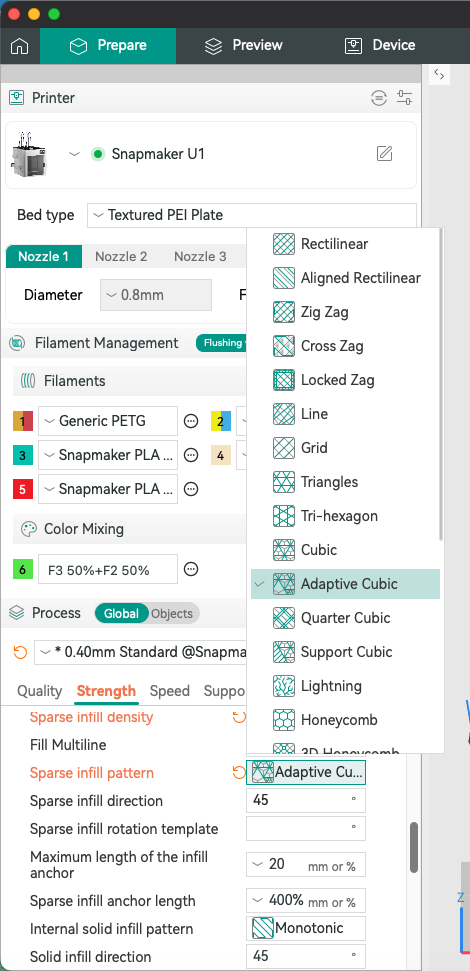 Prepare
Preview
Device
Printer
Snapmaker U1
Bed type
Textured PEI Plate
Nozzle 1
Nozzle 2
Nozzle 3
Diameter
0.8mm
F
Filament Management
Flushing
Filaments
1
Generic PETG
2
3
Snapmaker PLA ...
4
5
Snapmaker PLA ...
Color Mixing
6
F3 50%+F2 50%
Process
Global
Objects
* 0.40mm Standard @Snapma
Quality
Strength
Speed
Suppo
Sparse infill density
Fill Multiline
Sparse infill pattern
Adaptive Cu...
Sparse infill direction
45
°
Sparse infill rotation template
°
Maximum length of the infill
anchor
20
mm or %
Sparse infill anchor length
400%
mm or %
Internal solid infill pattern
Monotonic
Solid infill direction
45
°
Rectilinear
Aligned Rectilinear
Zig Zag
Cross Zag
Locked Zag
Line
Grid
Triangles
Tri-hexagon
Cubic
Adaptive Cubic
Quarter Cubic
Support Cubic
Lightning
Honeycomb
3D Honeycomb
Z